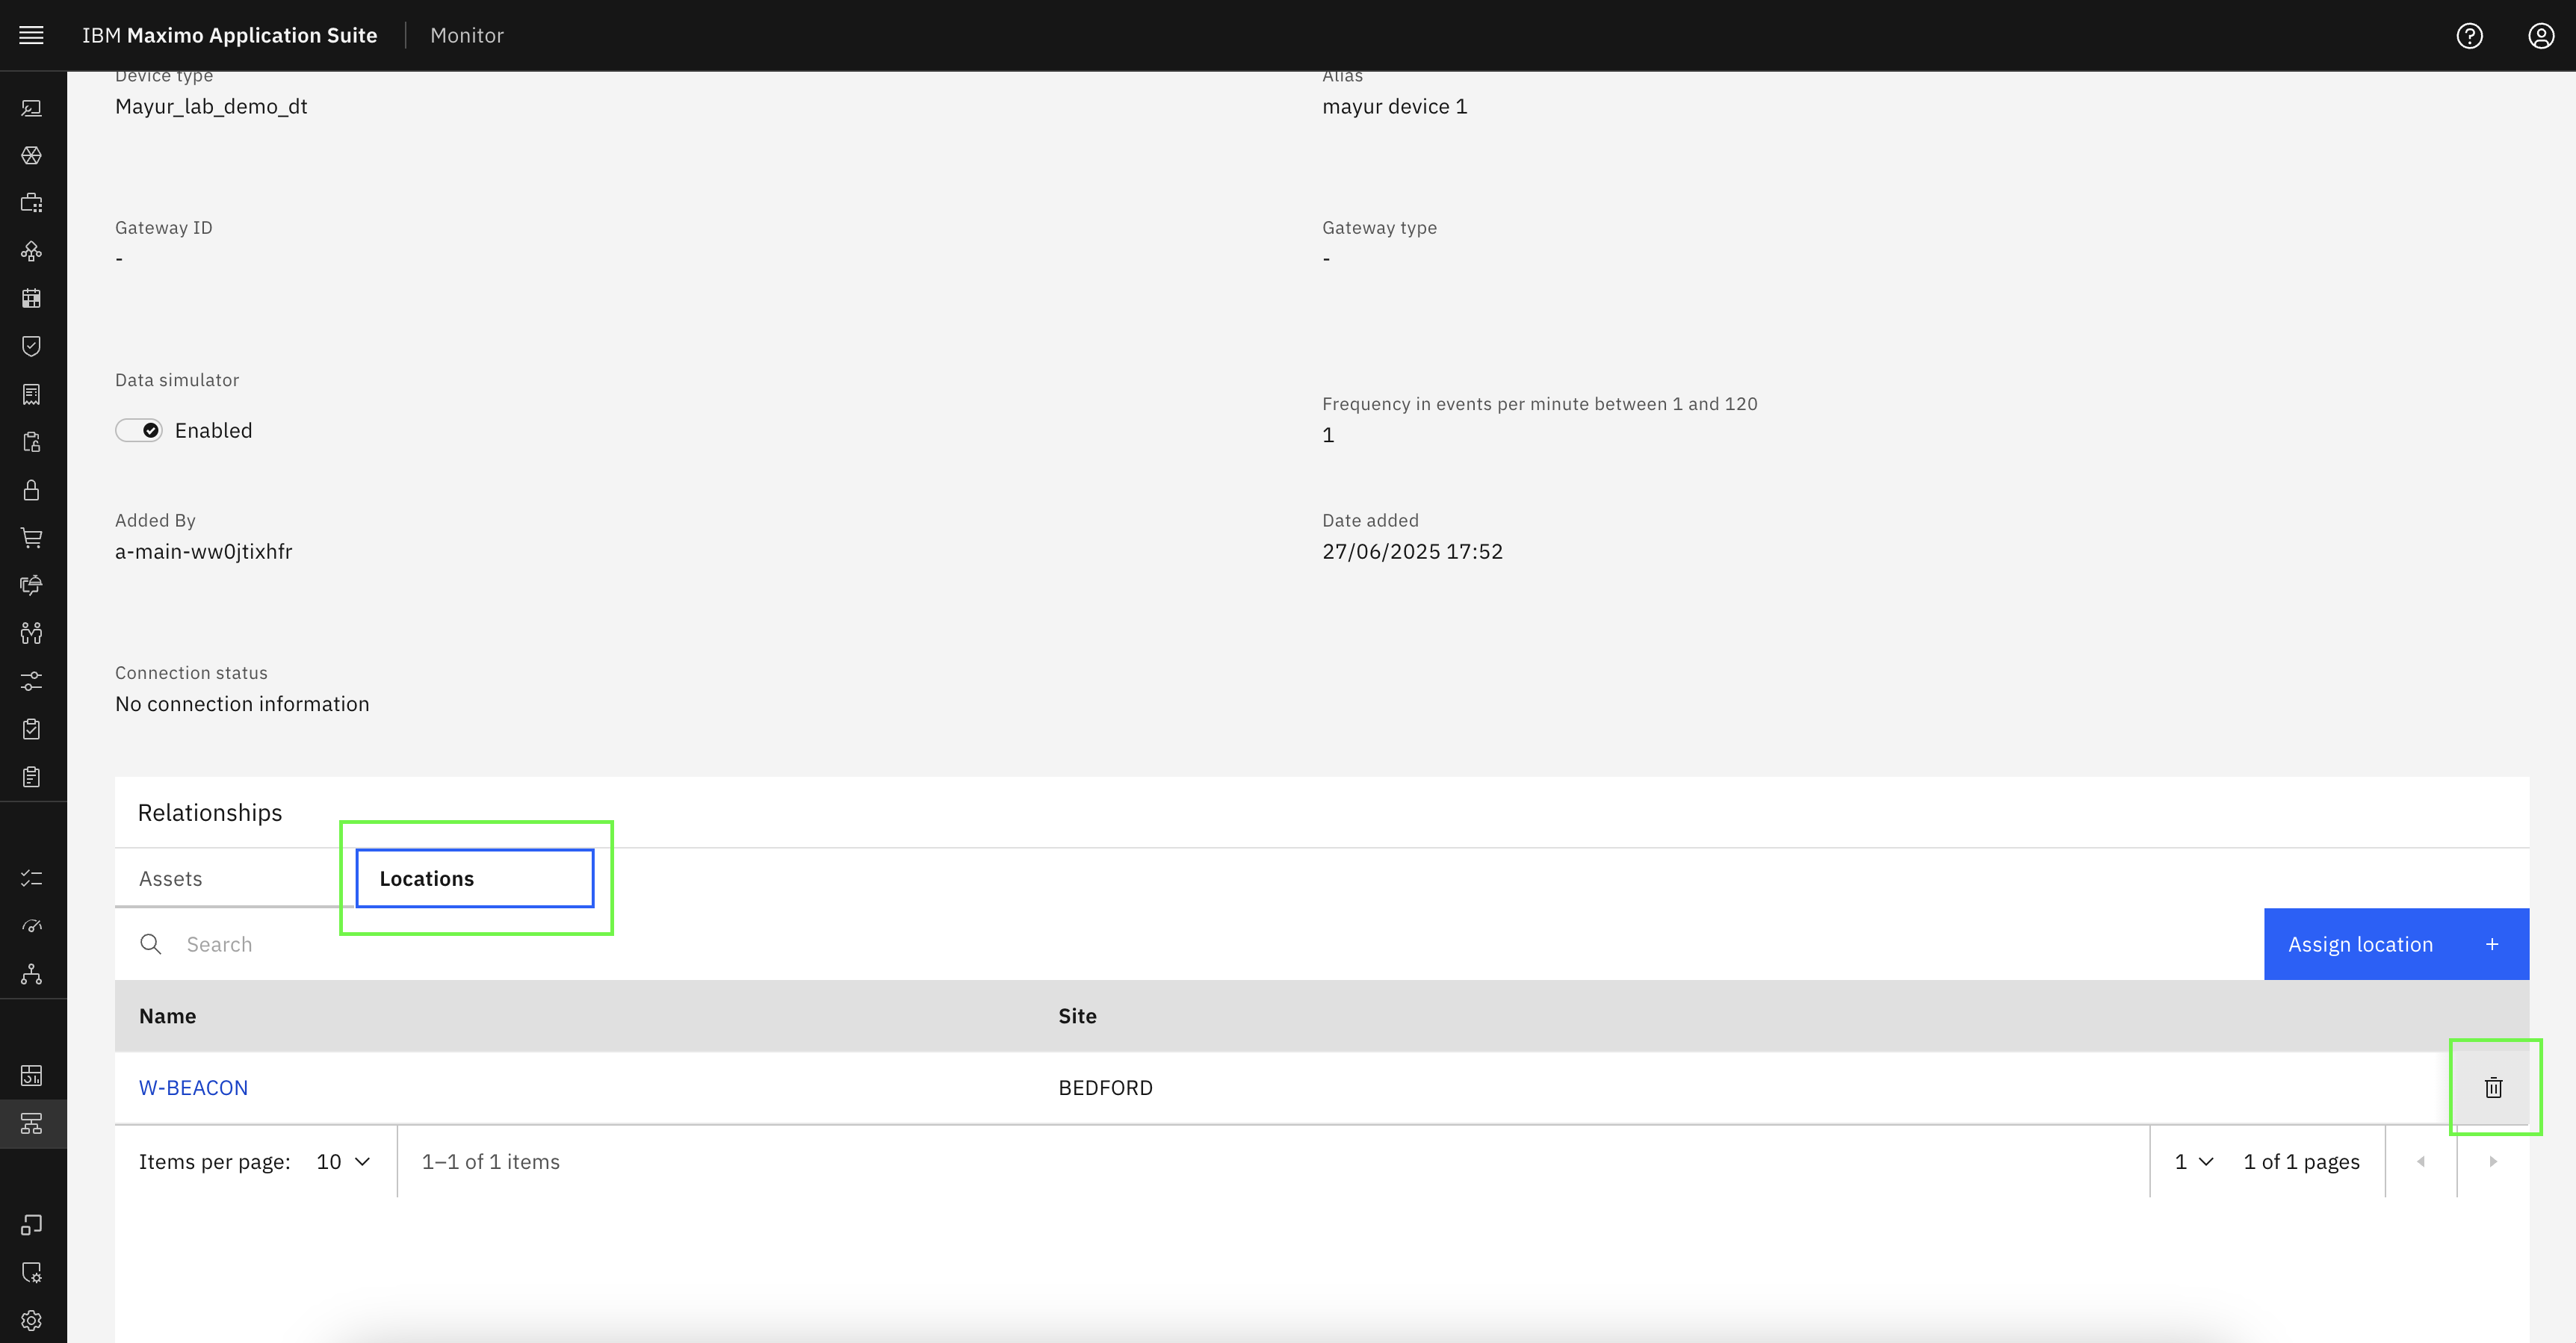 IBM Maximo Application Suite Monitor
Device type Alias
Mayur_lab_demo_dt mayur device 1
Gateway ID Gateway type
- -
Data simulator
Frequency in events per minute between 1 and 120
Enabled
1
Added By Date added
a-main-ww0jtixhfr 27/06/2025 17:52
Connection status
No connection information
Relationships
Assets Locations
Search Assign location +
Name Site
W-BEACON BEDFORD
Items per page: 10 1–1 of 1 items 1 1 of 1 pages